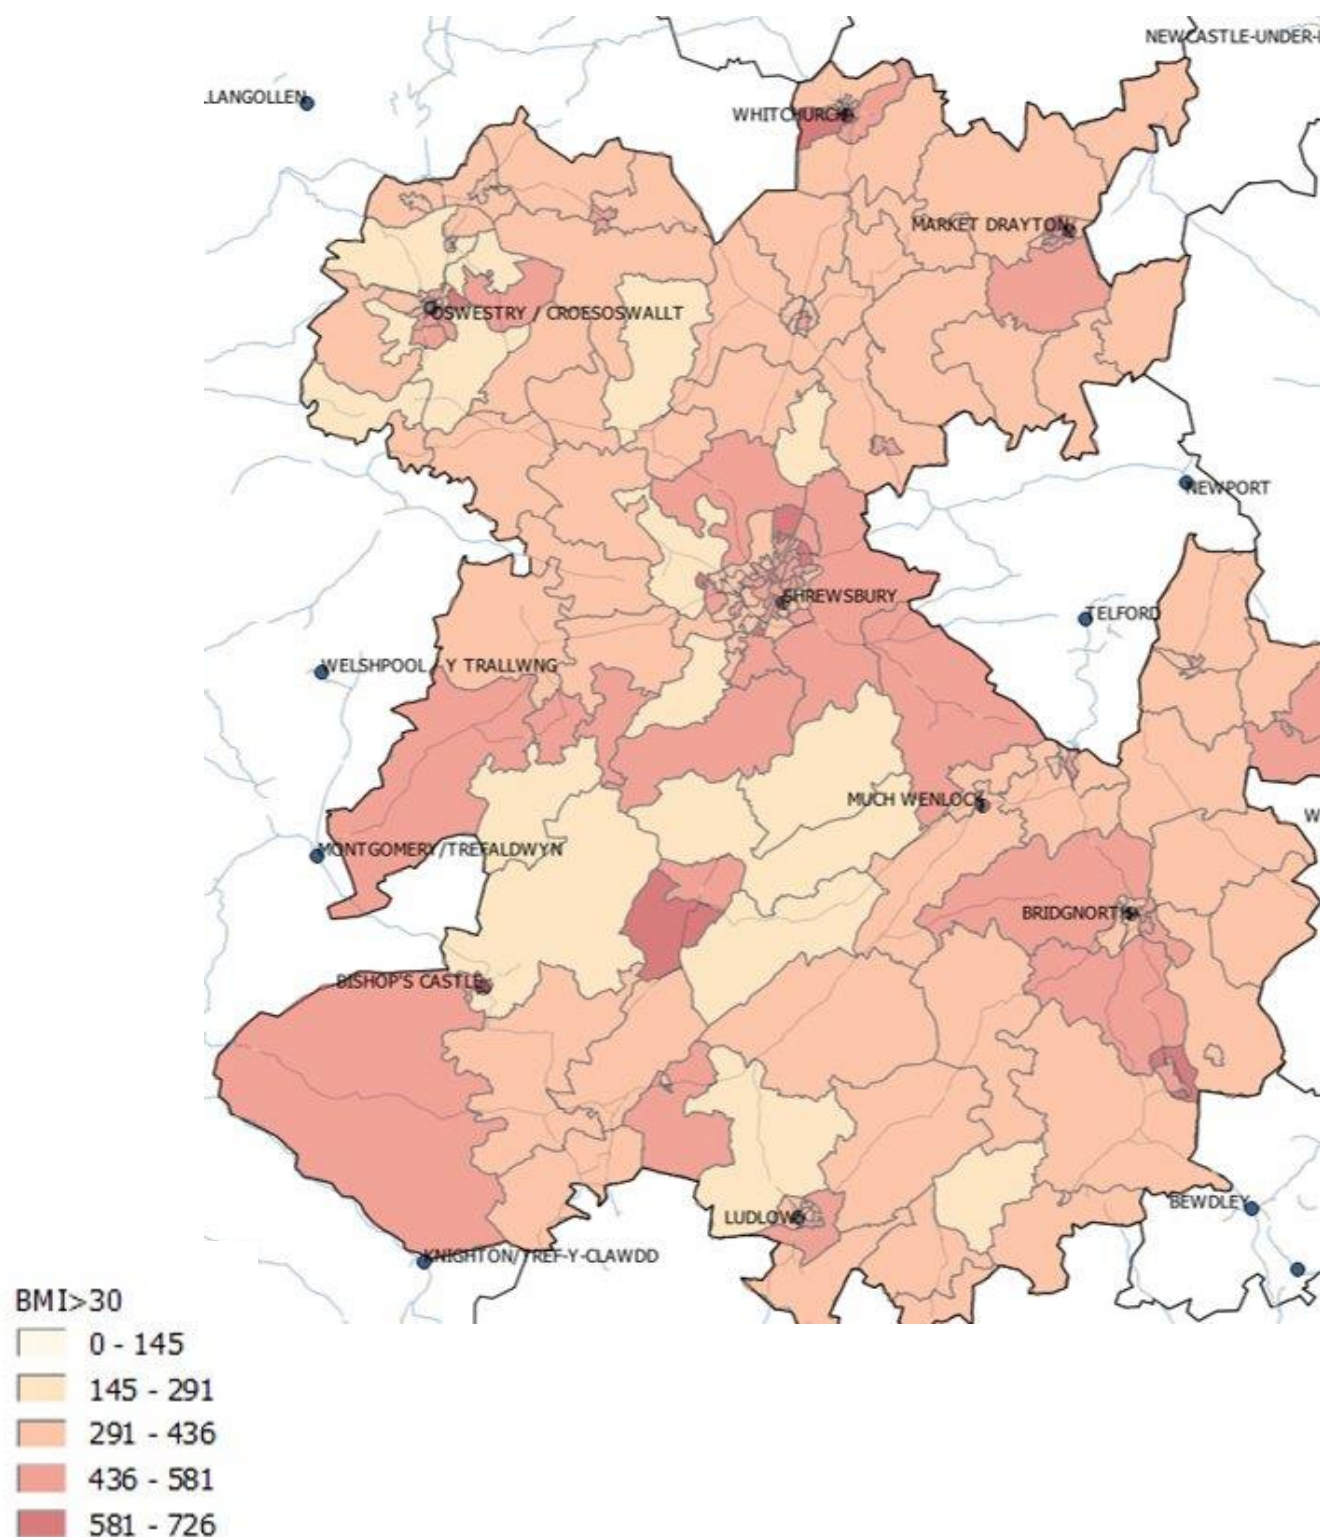 NEWCASTLE-UNDER-
LLANGOLLEN
WHITCHURCH
MARKET DRAYTON
OSWESTRY / CROESOSWALLT
NEWPORT
SHREWSBURY
TELFORD
WELSHPOOL / Y TRALLWNG
MUCH WENLOCK
W
MONTGOMERY/TREFALDWYN
BRIDGNORTH
BISHOP'S CASTLE
BEWDLEY
LUDLOW
KNIGHTON/TREF-Y-CLAWDD
BMI>30
0 - 145
145 - 291
291 - 436
436 - 581
581 - 726